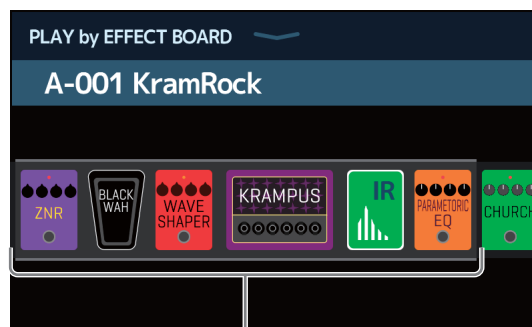 PLAY by EFFECT BOARD
A-001 KramRock
ZNR
BLACK
WAH
WAVE
SHAPER
KRAMPUS
IR
PARAMETORIC
EQ
CHURCH